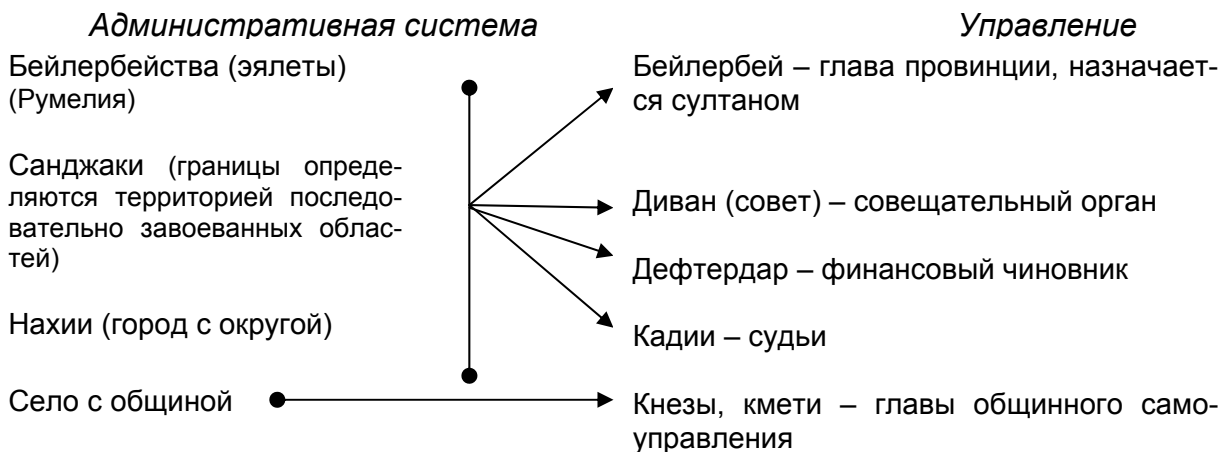 Административная система
Управление
Бейлербейства (эялеты)
(Румелия)
Бейлербей – глава провинции, назначает-
ся султаном
Санджаки (границы опреде-
ляются территорией последо-
вательно завоеванных облас-
тей)
Диван (совет) – совещательный орган
Дефтердар – финансовый чиновник
Нахии (город с округой)
Кадии – судьи
Село с общиной
Кнезы, кмети – главы общинного само-
управления